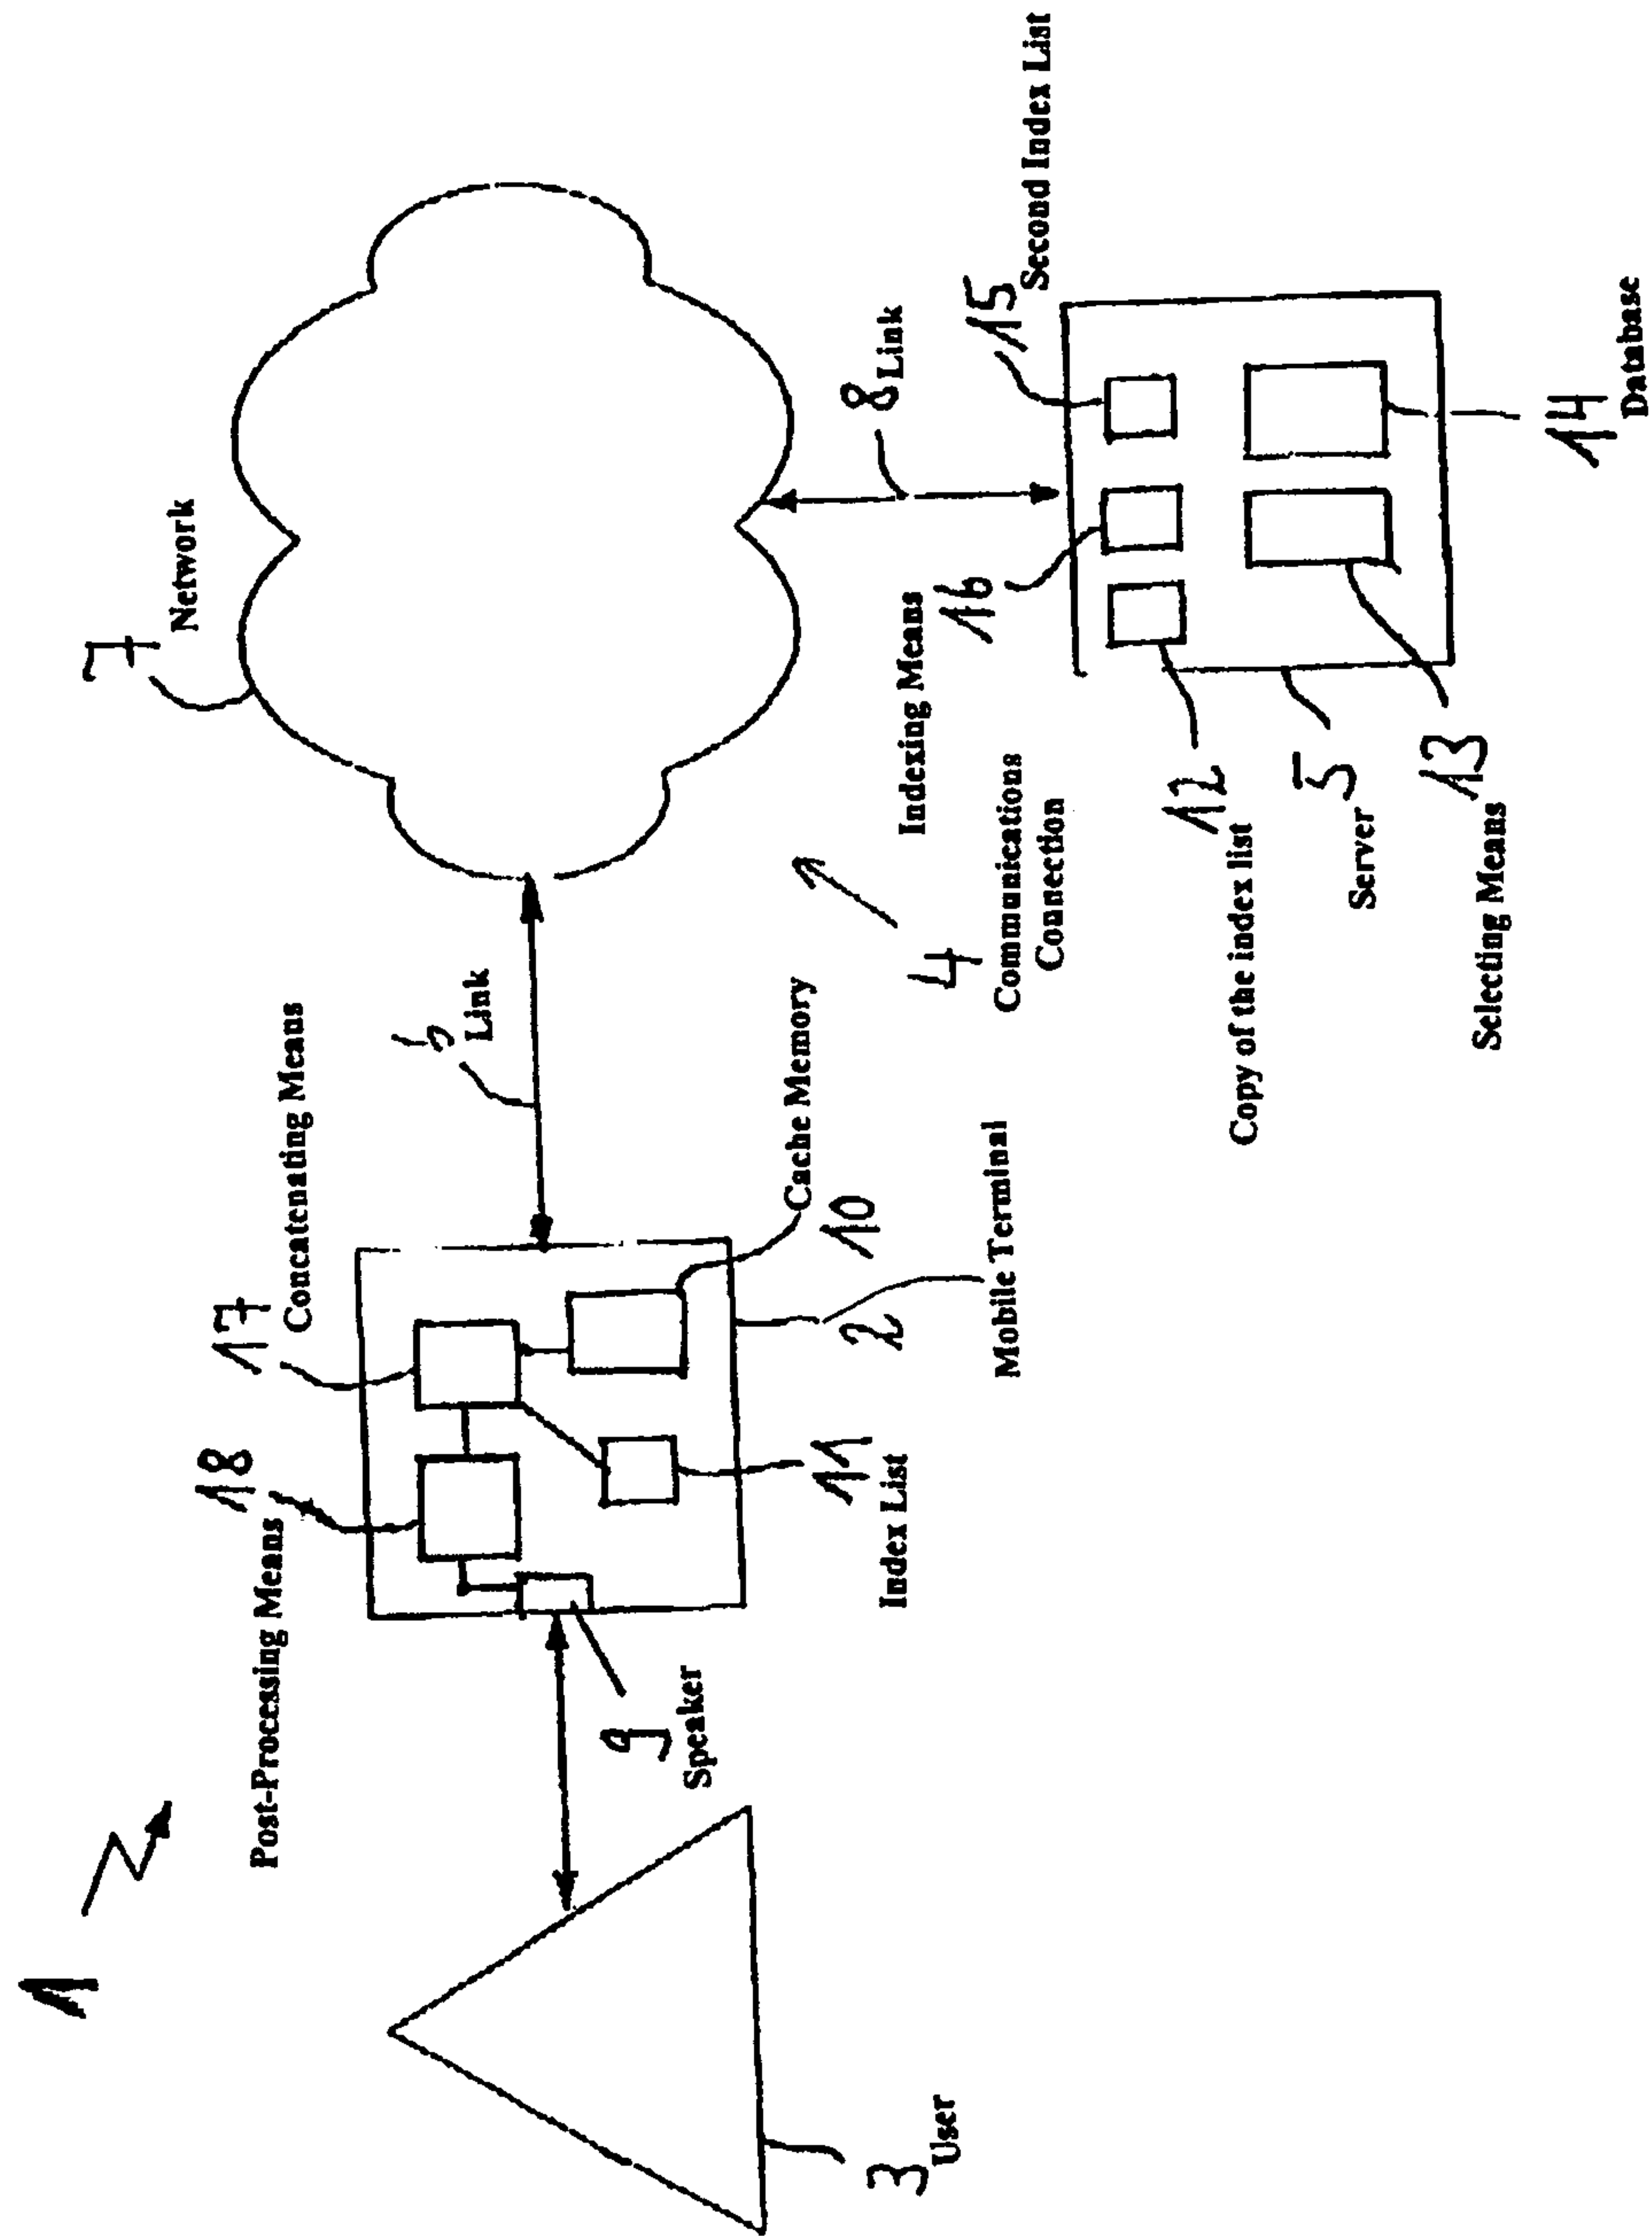 1
7
Network
17
Concatenating Means
18
Post-Processing Means
6
Link
8
Link
15
Second Index List
Indexing Means
16
Cache Memory
10
9
Speaker
11
Index List
2
Mobile Terminal
4
Communications
Connection
12
Copy of the index list
5
Server
13
Selecting Means
14
Database
3
User